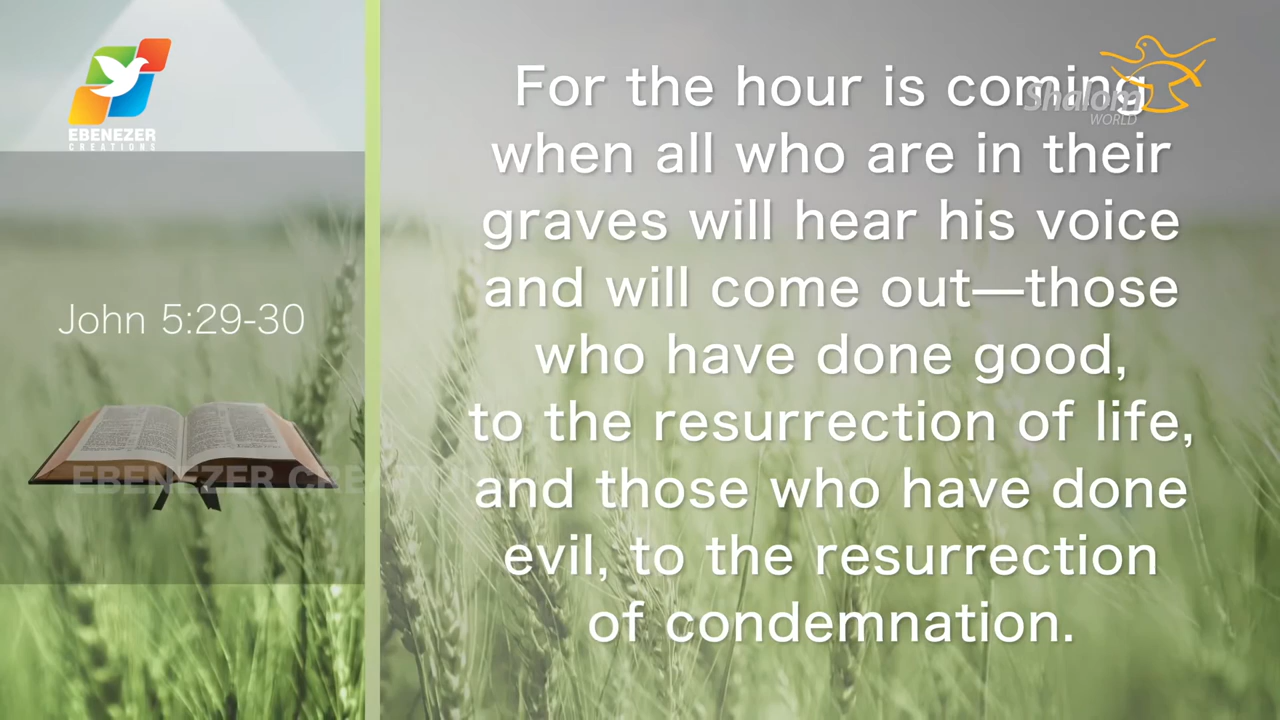 EBENEZER
CREATIONS
John 5:29-30
EBENEZER CREATIONS
Shalom
WORLD
For the hour is coming
when all who are in their
graves will hear his voice
and will come out—those
who have done good,
to the resurrection of life,
and those who have done
evil, to the resurrection
of condemnation.